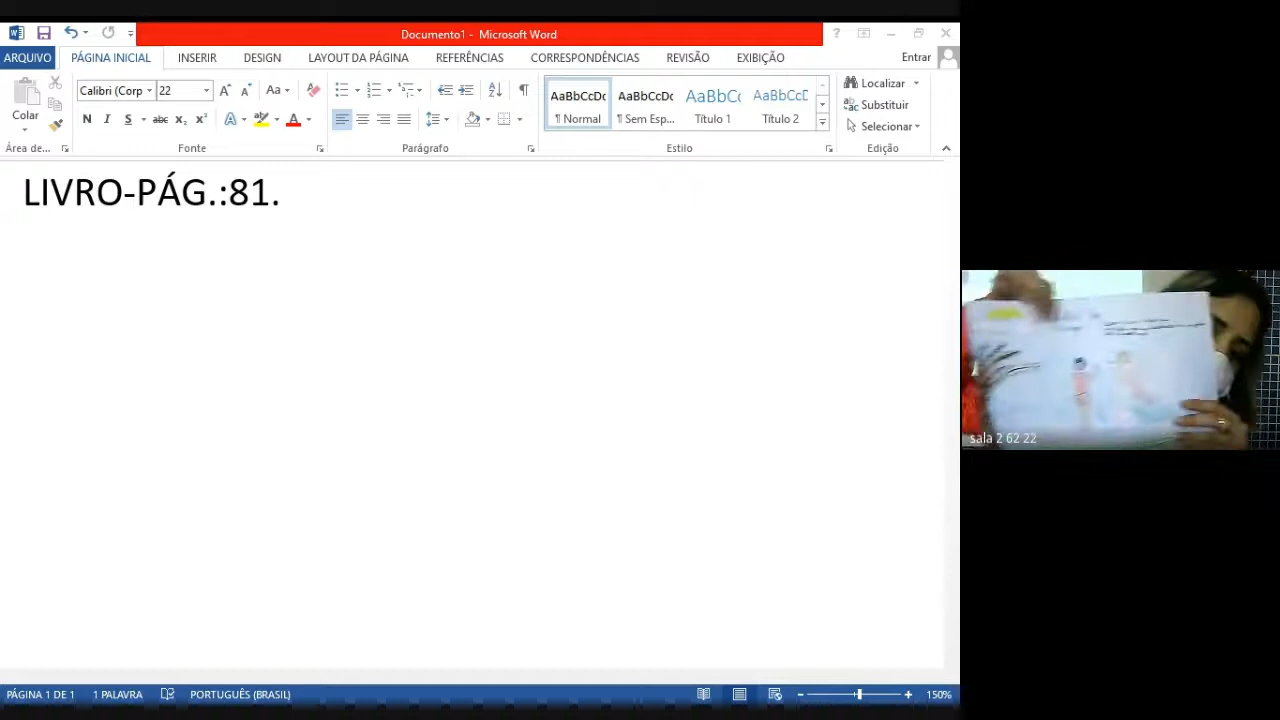 Documento1 - Microsoft Word
ARQUIVO PÁGINA INICIAL INSERIR DESIGN LAYOUT DA PÁGINA REFERÊNCIAS CORRESPONDÊNCIAS REVISÃO EXIBIÇÃO Entrar
Colar
Calibri (Corp 22
AaBbCcDc
¶ Normal
AaBbCcDc
¶ Sem Esp...
AaBbCc
Título 1
AaBbCcD
Título 2
Localizar
Substituir
Selecionar
Área de... Fonte Parágrafo Estilo Edição
LIVRO-PÁG.:81.
sala 2 62 22
PÁGINA 1 DE 1 1 PALAVRA PORTUGUÊS (BRASIL) 150%